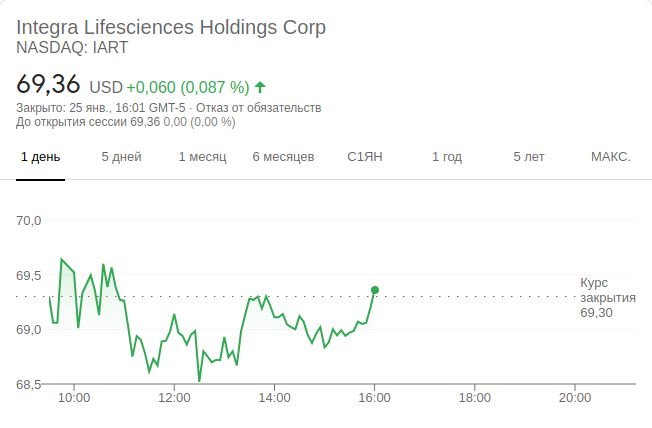 Integra Lifesciences Holdings Corp
NASDAQ: IART
69,36 USD +0,060 (0,087 %)
Закрыто: 25 янв., 16:01 GMT-5 · Отказ от обязательств
До открытия сессии 69,36 0,00 (0,00 %)
1 день 5 дней 1 месяц 6 месяцев С1ЯН 1 год 5 лет МАКС.
70,0
69,5
69,0
68,5
Курс
закрытия
69,30
10:00 12:00 14:00 16:00 18:00 20:00